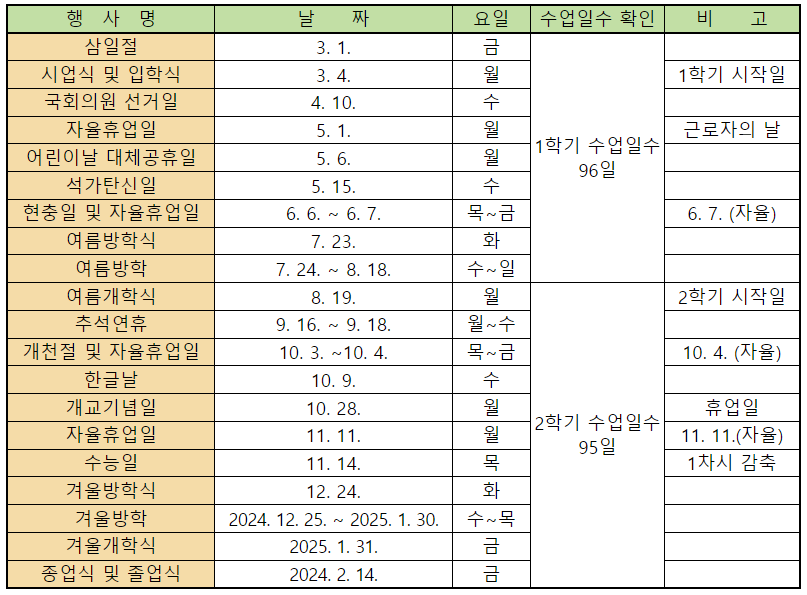 행 사 명 날 짜 요일 수업일수 확인 비 고
삼일절 3. 1. 금
시업식 및 입학식 3. 4. 월 1학기 시작일
국회의원 선거일 4. 10. 수
자율휴업일 5. 1. 월 근로자의 날
어린이날 대체공휴일 5. 6. 월
1학기 수업일수
96일
석가탄신일 5. 15. 수
현충일 및 자율휴업일 6. 6. ~ 6. 7. 목~금 6. 7. (자율)
여름방학식 7. 23. 화
여름방학 7. 24. ~ 8. 18. 수~일
여름개학식 8. 19. 월 2학기 시작일
추석연휴 9. 16. ~ 9. 18. 월~수
개천절 및 자율휴업일 10. 3. ~10. 4. 목~금 10. 4. (자율)
한글날 10. 9. 수
개교기념일 10. 28. 월 휴업일
2학기 수업일수
95일
자율휴업일 11. 11. 월 11. 11.(자율)
수능일 11. 14. 목 1차시 감축
겨울방학식 12. 24. 화
겨울방학 2024. 12. 25. ~ 2025. 1. 30. 수~목
겨울개학식 2025. 1. 31. 금
종업식 및 졸업식 2024. 2. 14. 금